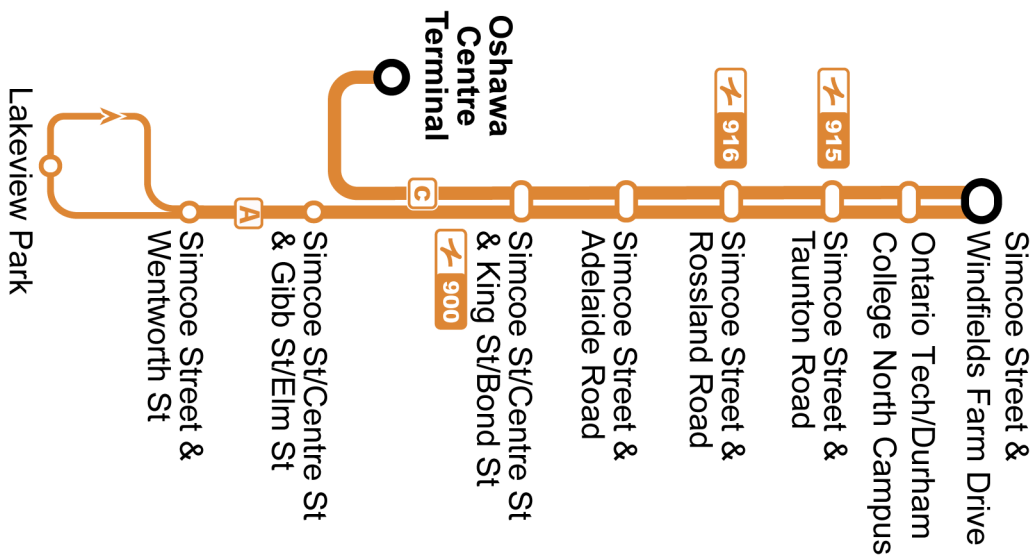 Simcoe Street &
Windfields Farm Drive
Ontario Tech/Durham
College North Campus
915
Simcoe Street &
Taunton Road
916
Simcoe Street &
Rossland Road
Simcoe Street &
Adelaide Road
Simcoe St/Centre St
& King St/Bond St
900
C
Oshawa
Centre
Terminal
Simcoe St/Centre St
& Gibb St/Elm St
A
Simcoe Street &
Wentworth St
Lakeview Park